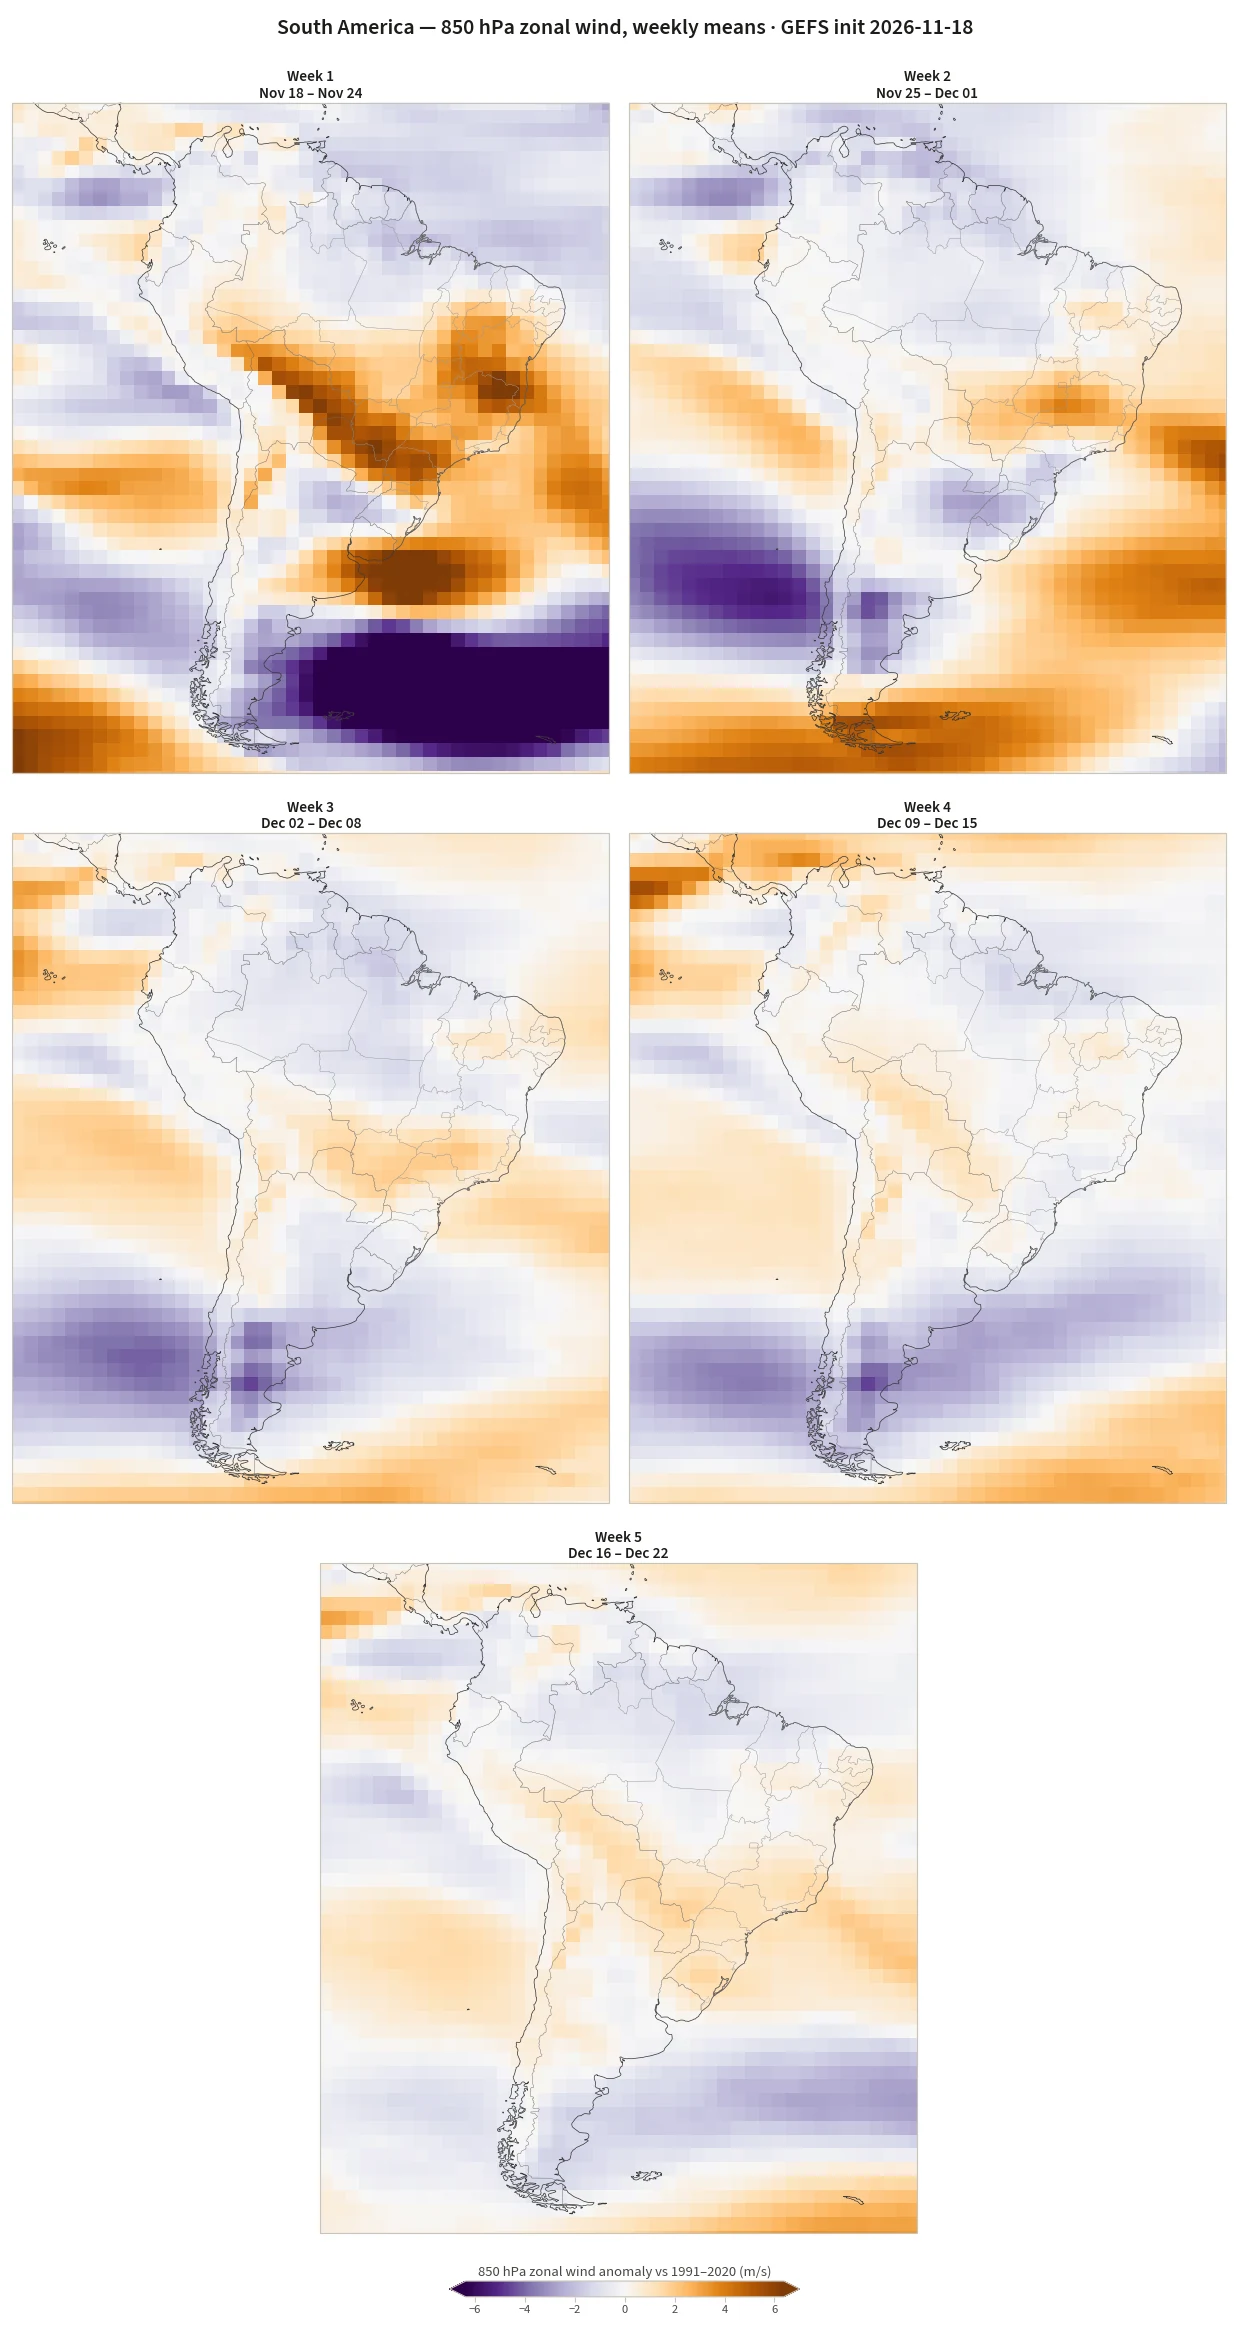 South America — 850 hPa zonal wind, weekly means · GEFS init 2026-11-18
Week 1
Nov 18 – Nov 24
Week 2
Nov 25 – Dec 01
Week 3
Dec 02 – Dec 08
Week 4
Dec 09 – Dec 15
Week 5
Dec 16 – Dec 22
850 hPa zonal wind anomaly vs 1991–2020 (m/s)
−6 −4 −2 0 2 4 6